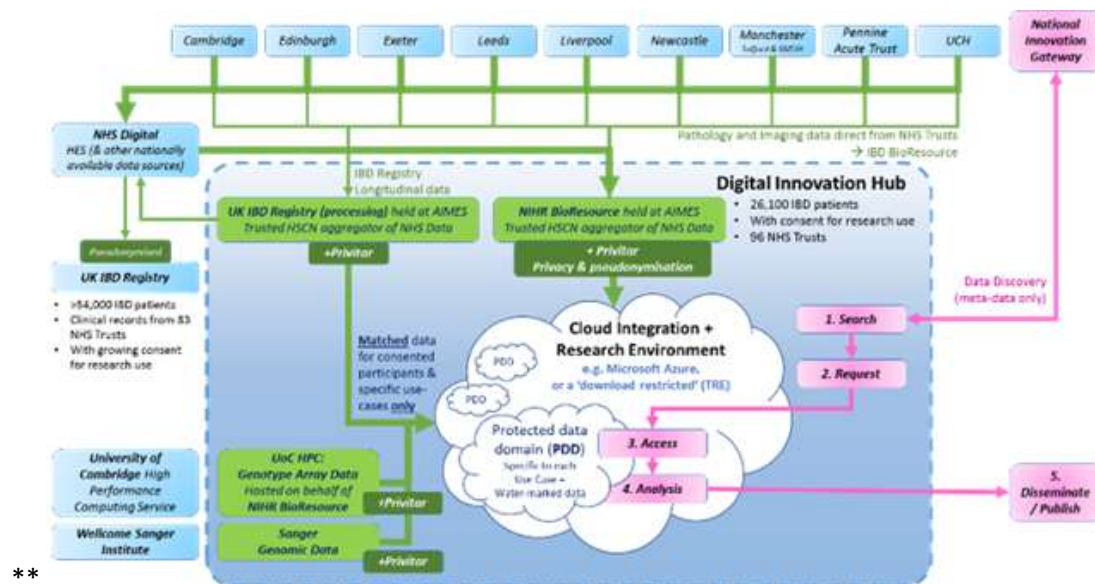 Cambridge
Edinburgh
Exeter
Leeds
Liverpool
Newcastle
Manchester
Pennine
Acute Trust
UCH
National
Innovation
Gateway
NHS Digital
HES (& other nationally
available data sources)
Pathology and Imaging data direct from NHS Trusts
→ IBD BioResource
IBD Registry
Longitudinal data
Digital Innovation Hub
• 26,100 IBD patients
• With consent for research use
• 96 NHS Trusts
UK IBD Registry (processing) held at AIMES
Trusted HSCN aggregator of NHS Data
+Privitar
NIHR BioResource held at AIMES
Trusted HSCN aggregator of NHS Data
+ Privitar
Privacy & pseudonymisation
Pseudonymised
UK IBD Registry
• >54,000 IBD patients
• Clinical records from 83
NHS Trusts
• With growing consent
for research use
Data Discovery
(meta-data only)
Matched data
for consented
participants &
specific use-
cases only
Cloud Integration +
Research Environment
e.g. Microsoft Azure,
or a 'download restricted' (TRE)
PDD
PDD
Protected data
domain (PDD)
Specific to each
Use Case +
Water-marked data
1. Search
2. Request
3. Access
4. Analysis
5.
Disseminate
/ Publish
University of
Cambridge High
Performance
Computing Service
Wellcome Sanger
Institute
UoC HPC:
Genotype Array Data
Hosted on behalf of
NIHR BioResource
+Privitar
Sanger
Genomic Data
+Privitar
**